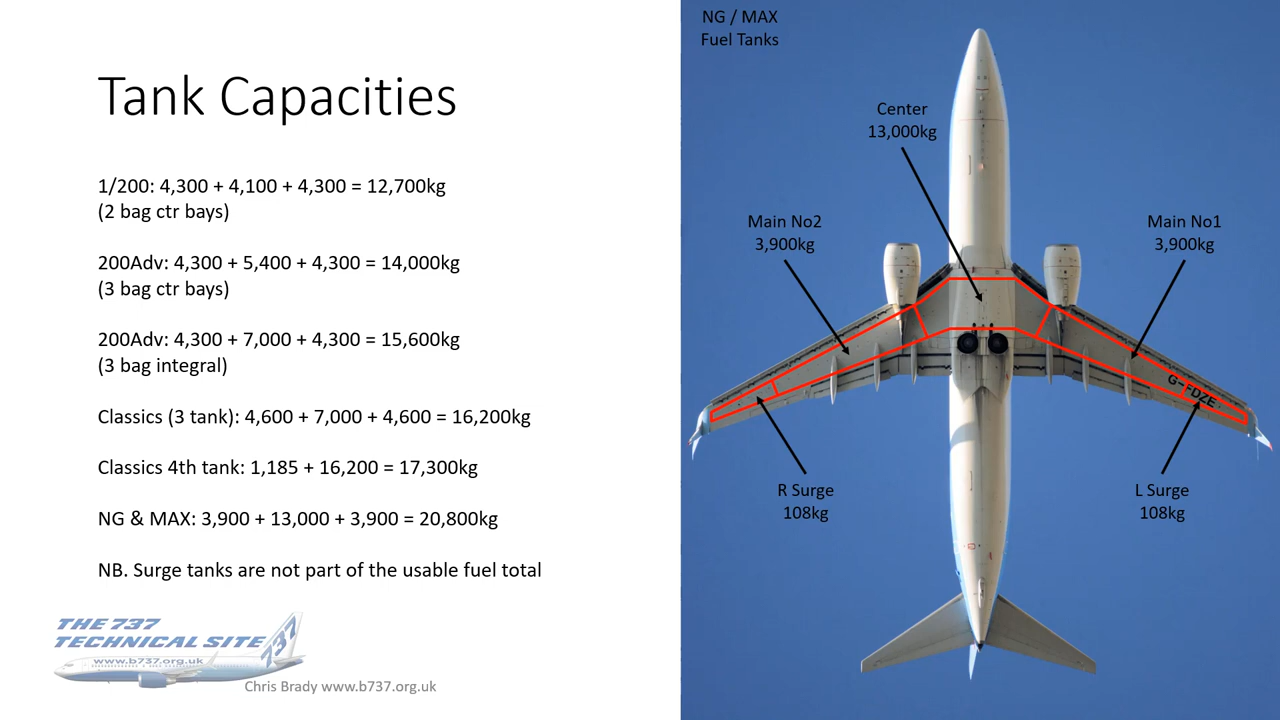 Tank Capacities
1/200: 4,300 + 4,100 + 4,300 = 12,700kg
(2 bag ctr bays)
200Adv: 4,300 + 5,400 + 4,300 = 14,000kg
(3 bag ctr bays)
200Adv: 4,300 + 7,000 + 4,300 = 15,600kg
(3 bag integral)
Classics (3 tank): 4,600 + 7,000 + 4,600 = 16,200kg
Classics 4th tank: 1,185 + 16,200 = 17,300kg
NG & MAX: 3,900 + 13,000 + 3,900 = 20,800kg
NB. Surge tanks are not part of the usable fuel total
THE 737
TECHNICAL SITE
737
www.b737.org.uk
Chris Brady www.b737.org.uk
NG / MAX
Fuel Tanks
Center
13,000kg
Main No2
3,900kg
Main No1
3,900kg
G-FDZE
R Surge
108kg
L Surge
108kg